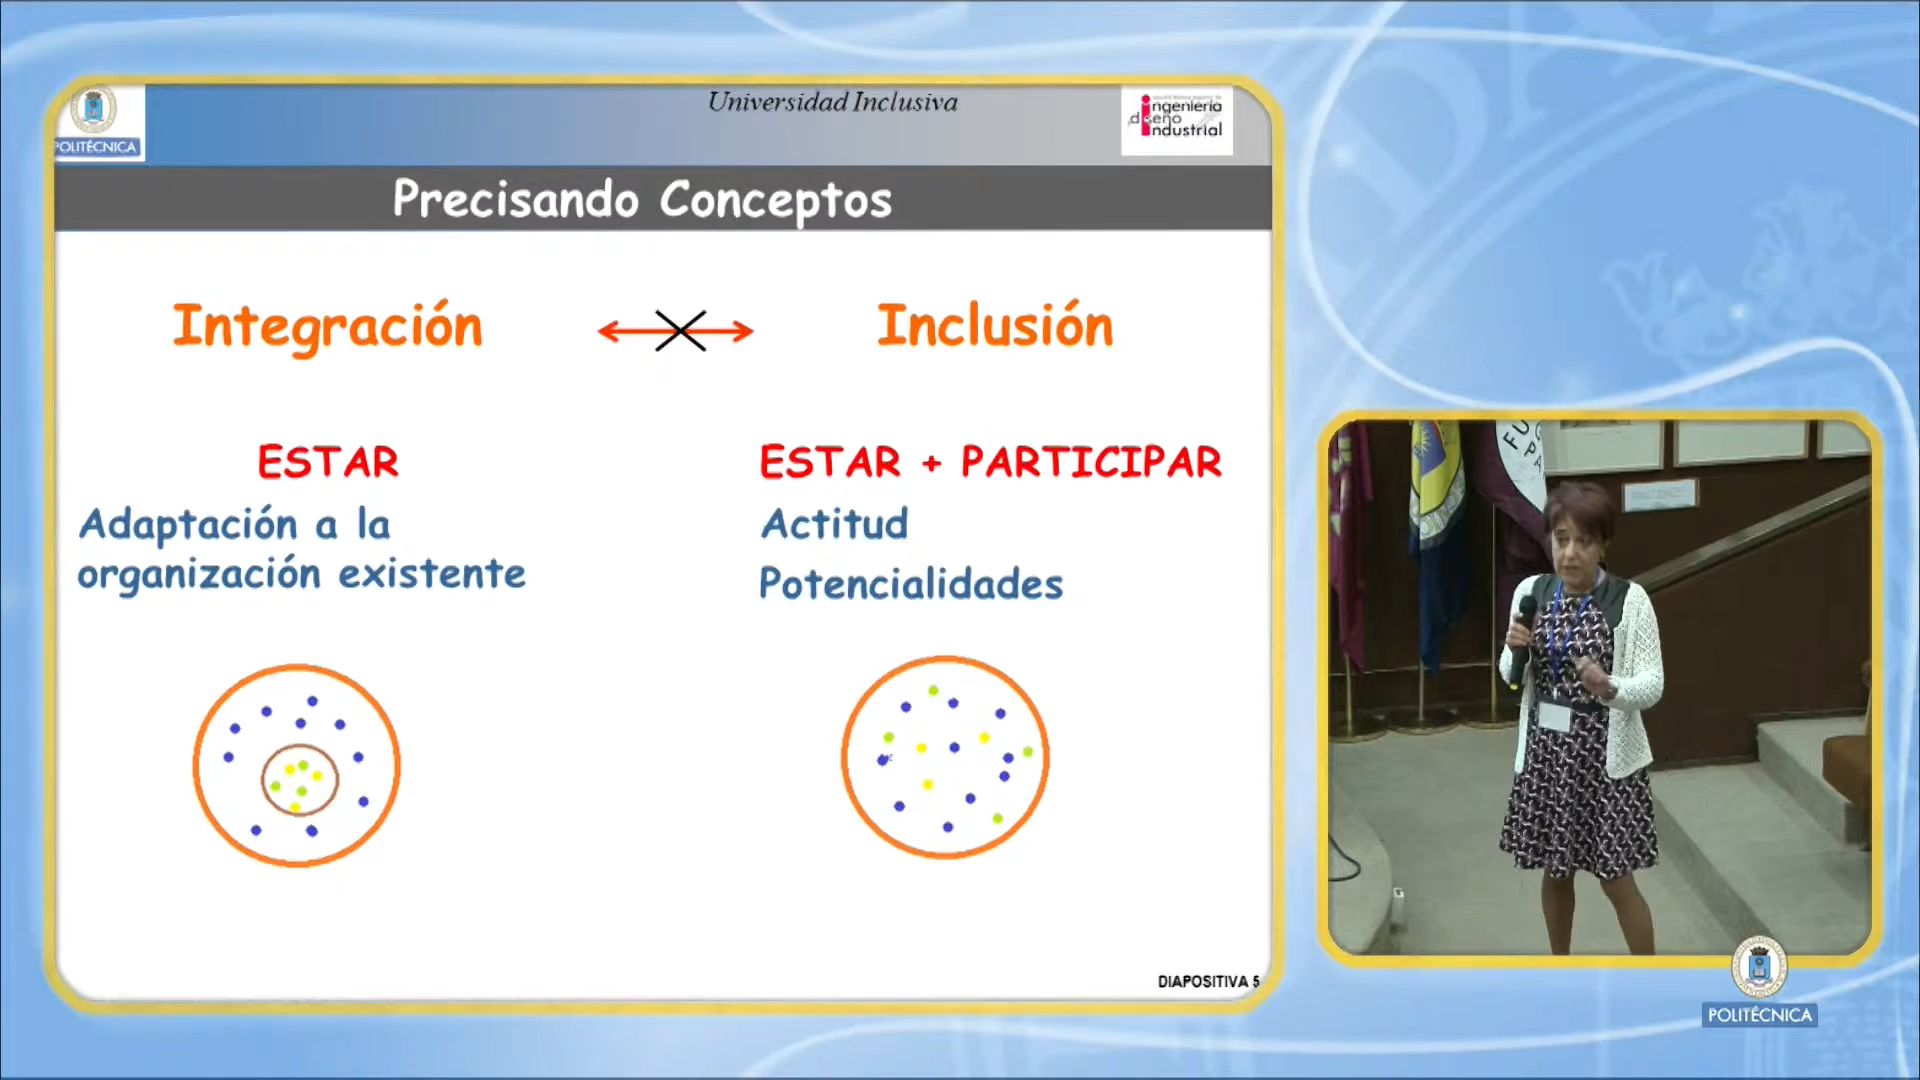 Universidad Inclusiva
POLITÉCNICA
ingeniería
diseño
industrial
Precisando Conceptos
Integración
Inclusión
ESTAR
Adaptación a la
organización existente
ESTAR + PARTICIPAR
Actitud
Potencialidades
DIAPOSITIVA 5
POLITÉCNICA